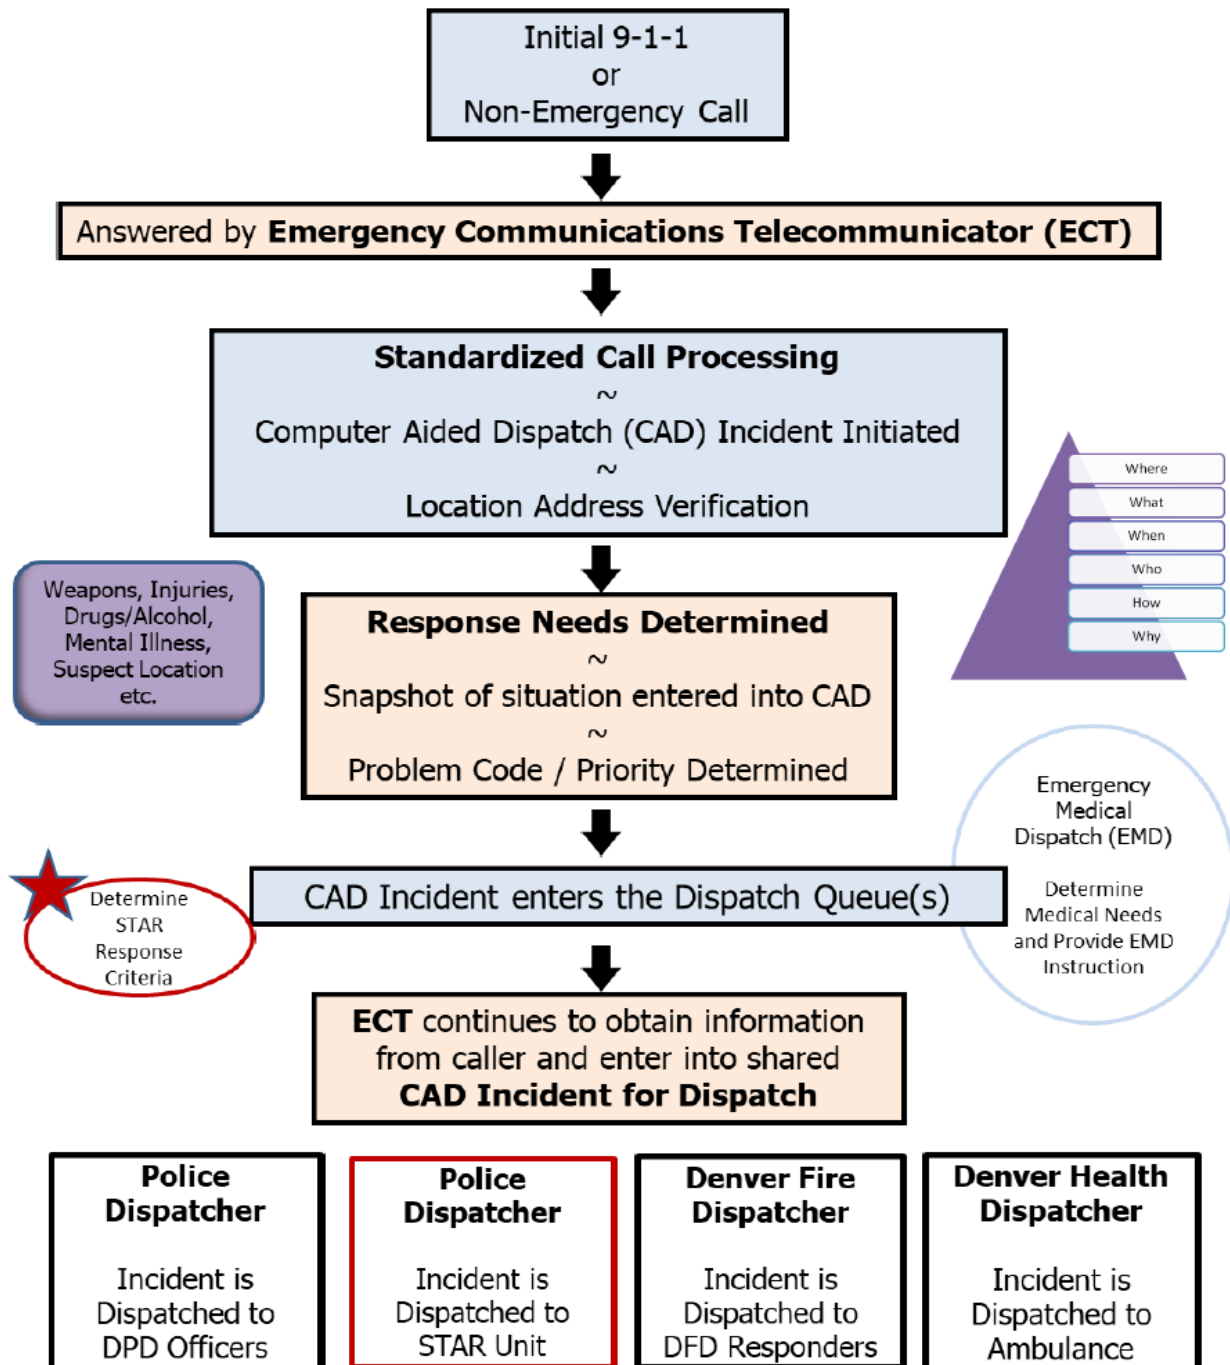 Initial 9-1-1
or
Non-Emergency Call
Answered by Emergency Communications Telecommunicator (ECT)
Standardized Call Processing
~
Computer Aided Dispatch (CAD) Incident Initiated
~
Location Address Verification
Where
What
When
Who
How
Why
Weapons, Injuries,
Drugs/Alcohol,
Mental Illness,
Suspect Location
etc.
Response Needs Determined
~
Snapshot of situation entered into CAD
~
Problem Code / Priority Determined
Emergency
Medical
Dispatch (EMD)
Determine
Medical Needs
and Provide EMD
Instruction
Determine
STAR
Response
Criteria
CAD Incident enters the Dispatch Queue(s)
ECT continues to obtain information
from caller and enter into shared
CAD Incident for Dispatch
Police
Dispatcher
Incident is
Dispatched to
DPD Officers
Police
Dispatcher
Incident is
Dispatched to
STAR Unit
Denver Fire
Dispatcher
Incident is
Dispatched to
DFD Responders
Denver Health
Dispatcher
Incident is
Dispatched to
Ambulance